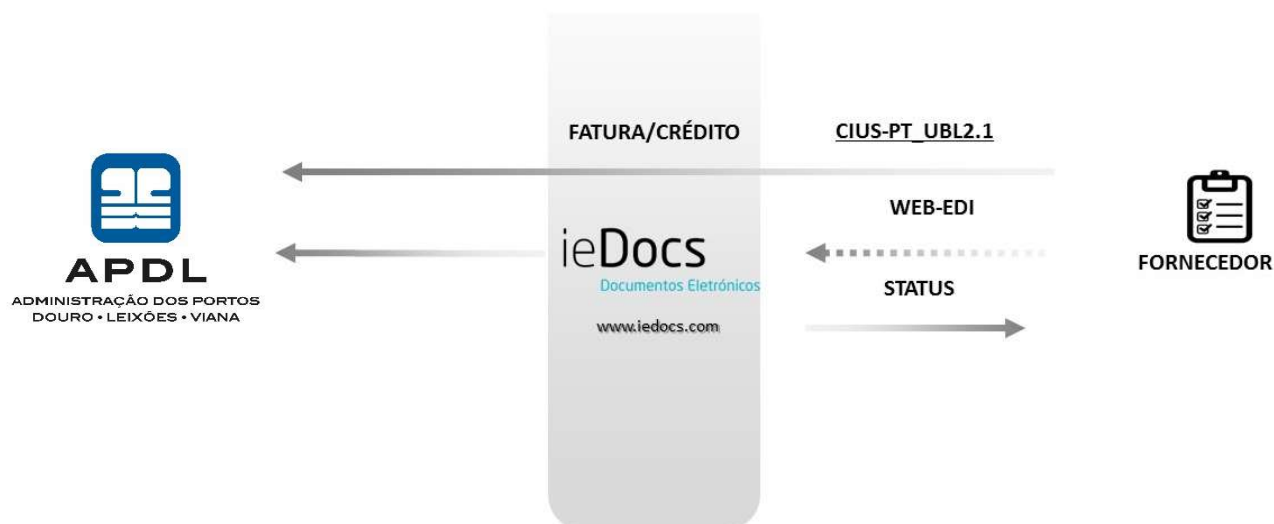 FATURA/CRÉDITO
CIUS-PT_UBL2.1
WEB-EDI
ieDocs
Documentos Eletrónicos
www.iedocs.com
STATUS
FORNECEDOR
APDL
ADMINISTRAÇÃO DOS PORTOS
DOURO • LEIXÕES • VIANA